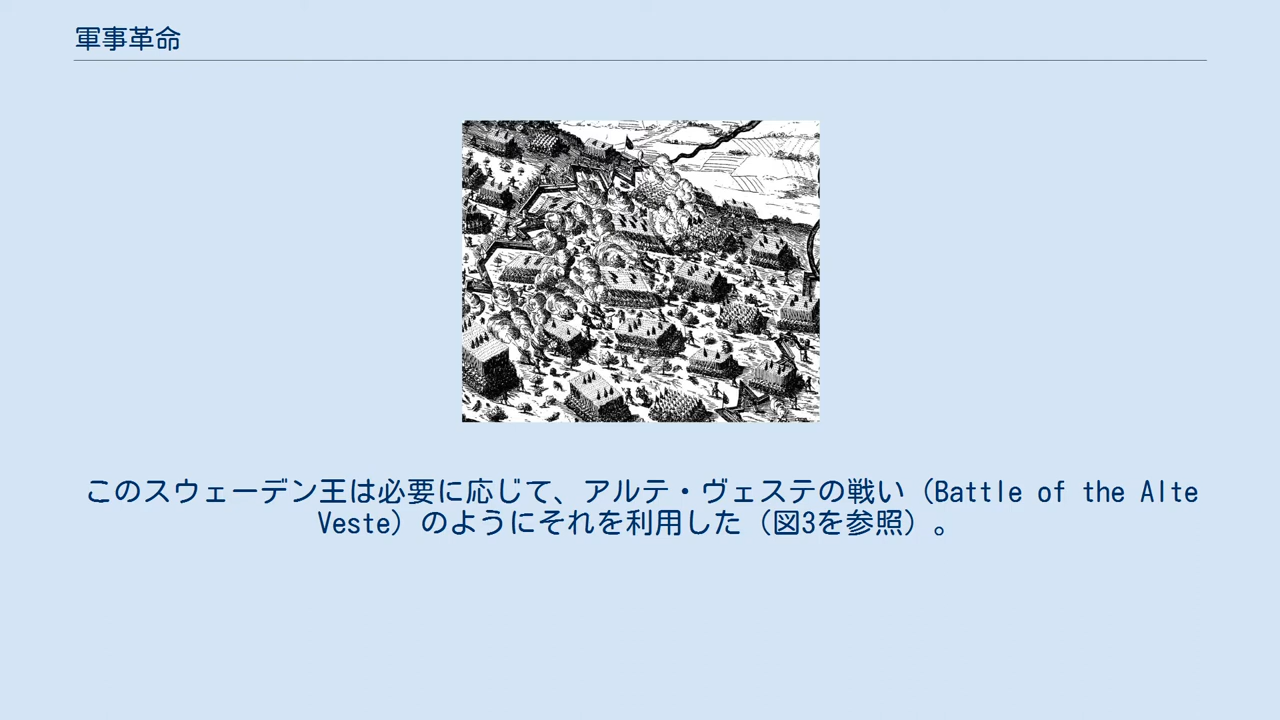 軍事革命
このスウェーデン王は必要に応じて、アルテ・ヴェステの戦い（Battle of the Alte
Veste）のようにそれを利用した（図3を参照）。